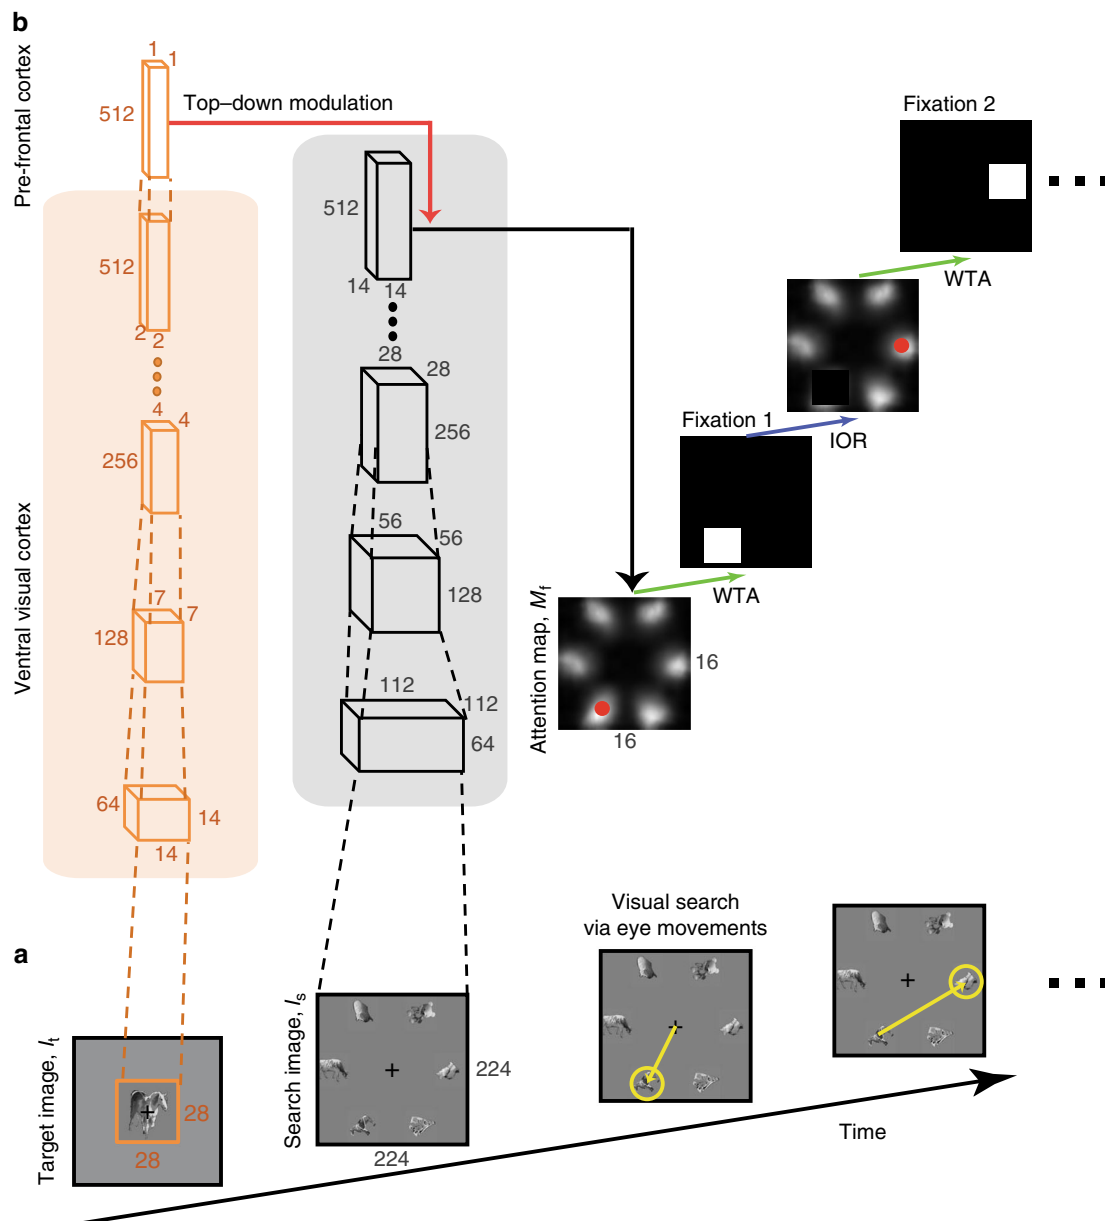 b
Pre-frontal cortex
1
1
512
Top–down modulation
512
2
2
4
4
256
Ventral visual cortex
7
7
128
64
14
14
512
14
14
28
28
256
56
56
128
112
112
64
Attention map, Mf
16
16
WTA
Fixation 1
IOR
WTA
Fixation 2
a
Target image, It
28
28
Search image, Is
224
224
Visual search
via eye movements
Time